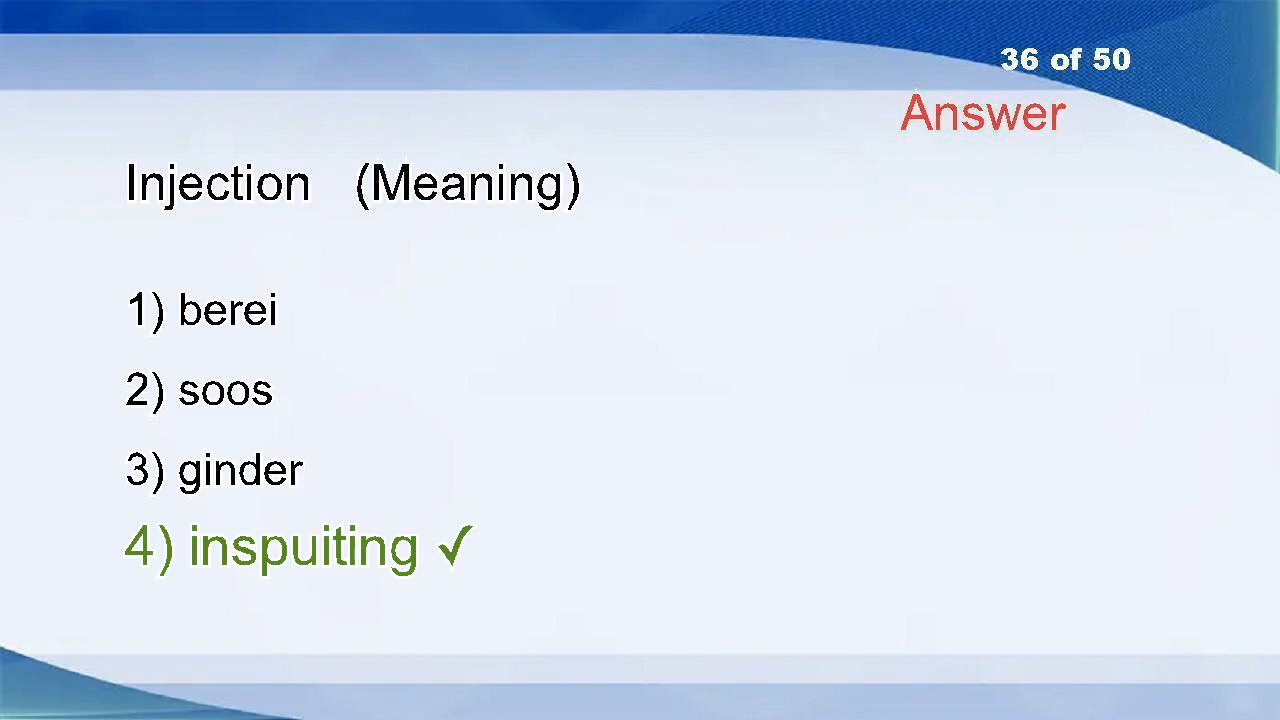 36 of 50
Answer
Injection (Meaning)
1) berei
2) soos
3) ginder
4) inspuiting ✓